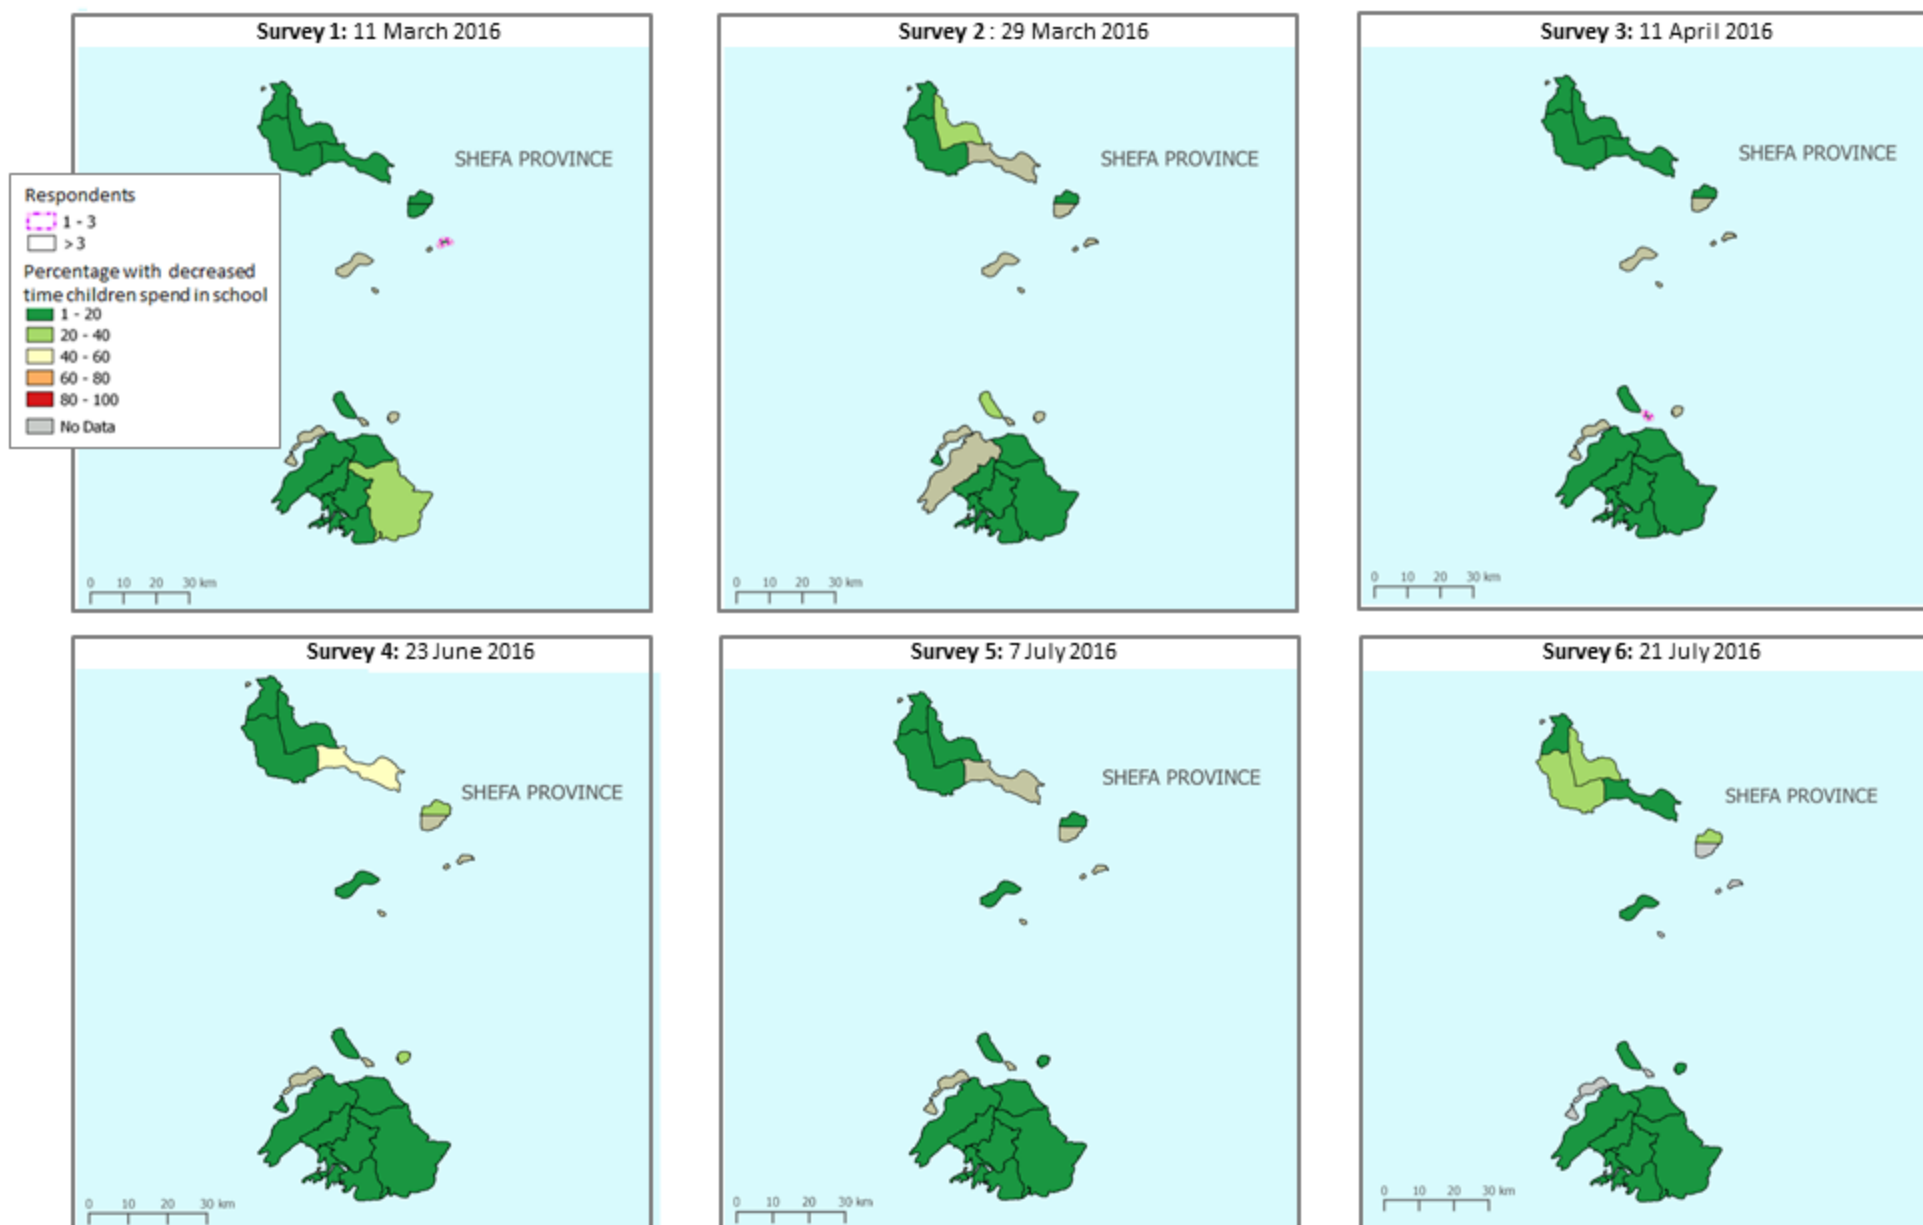 Survey 1: 11 March 2016
SHEFA PROVINCE
Respondents
1 - 3
> 3
Percentage with decreased
time children spend in school
1 - 20
20 - 40
40 - 60
60 - 80
80 - 100
No Data
0 10 20 30 km
Survey 2 : 29 March 2016
SHEFA PROVINCE
0 10 20 30 km
Survey 3: 11 April 2016
SHEFA PROVINCE
0 10 20 30 km
Survey 4: 23 June 2016
SHEFA PROVINCE
0 10 20 30 km
Survey 5: 7 July 2016
SHEFA PROVINCE
0 10 20 30 km
Survey 6: 21 July 2016
SHEFA PROVINCE
0 10 20 30 km